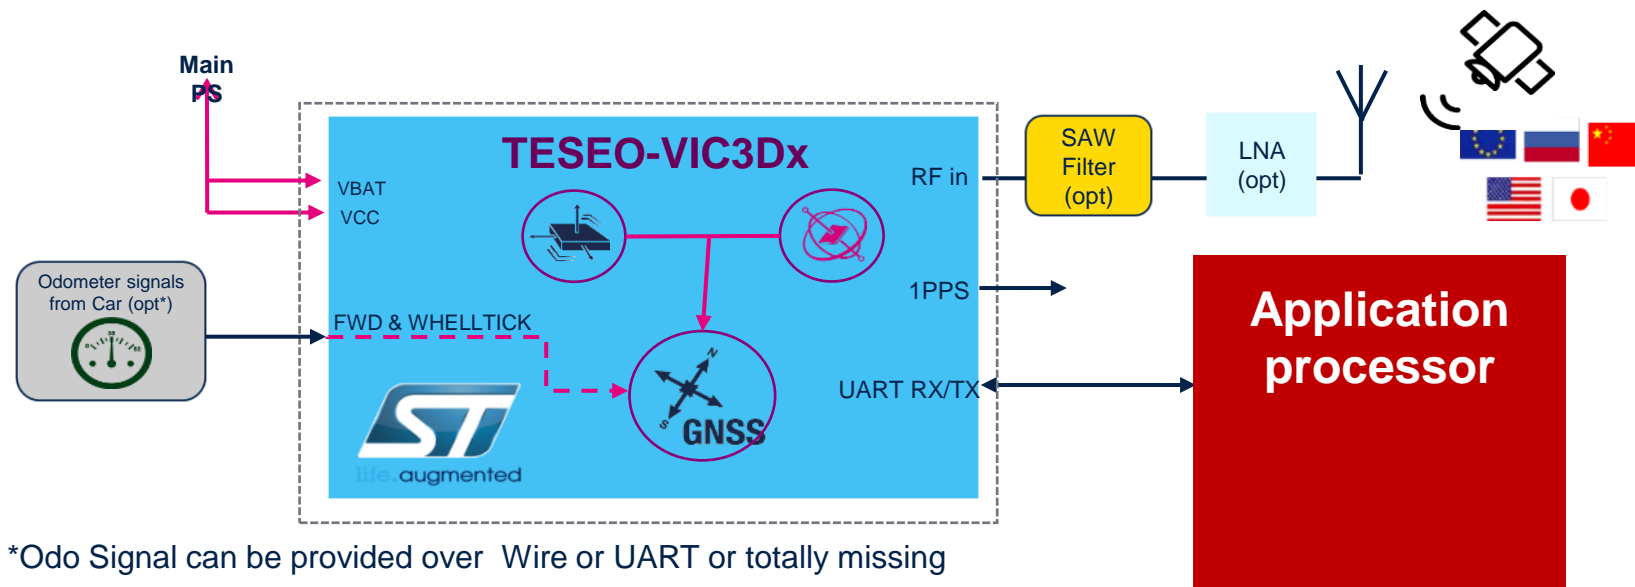 Main
PS
TESEO-VIC3Dx
VBAT
VCC
RF in
SAW
Filter
(opt)
LNA
(opt)
Odometer signals
from Car (opt*)
FWD & WHELLTICK
1PPS
UART RX/TX
N
S
GNSS
ST
life.augmented
Application
processor
*Odo Signal can be provided over Wire or UART or totally missing